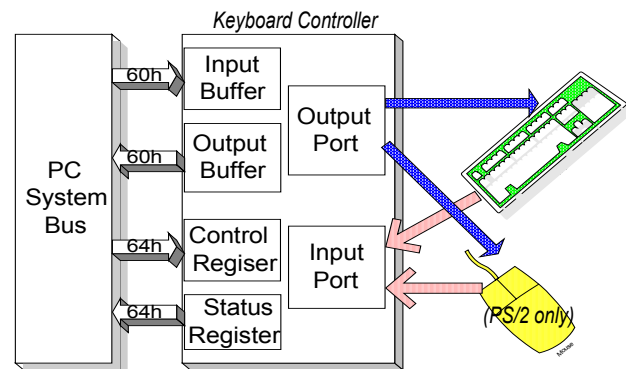 Keyboard Controller
PC
System
Bus
60h
60h
64h
64h
Input
Buffer
Output
Buffer
Control
Regiser
Status
Register
Output
Port
Input
Port
(PS/2 only)
Mouse